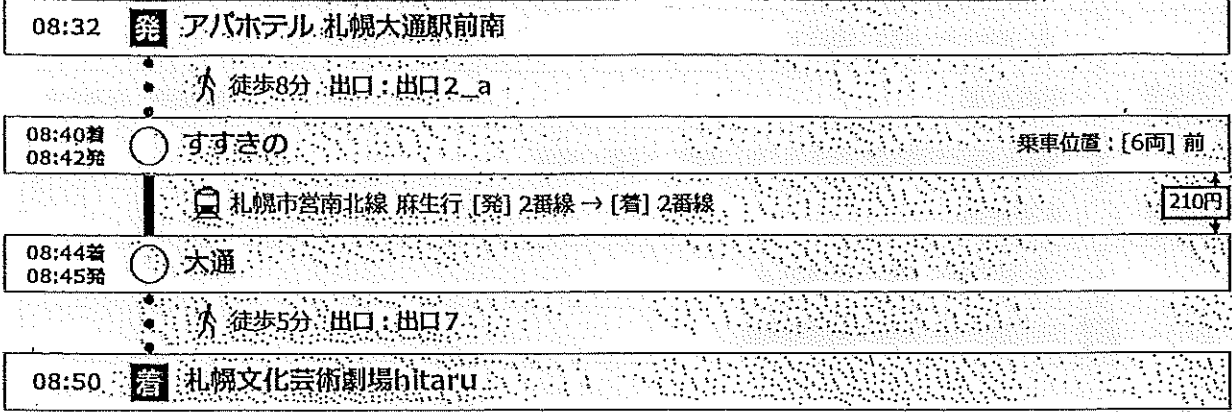 08:32 発 アパホテル 札幌大通駅前南
徒歩8分 出口：出口2_a
08:40着
08:42発 すすきの 乗車位置：[6両] 前
札幌市営南北線 麻生行 [発] 2番線 → [着] 2番線 210円
08:44着
08:45発 大通
徒歩5分 出口：出口7
08:50 着 札幌文化芸術劇場hitaru